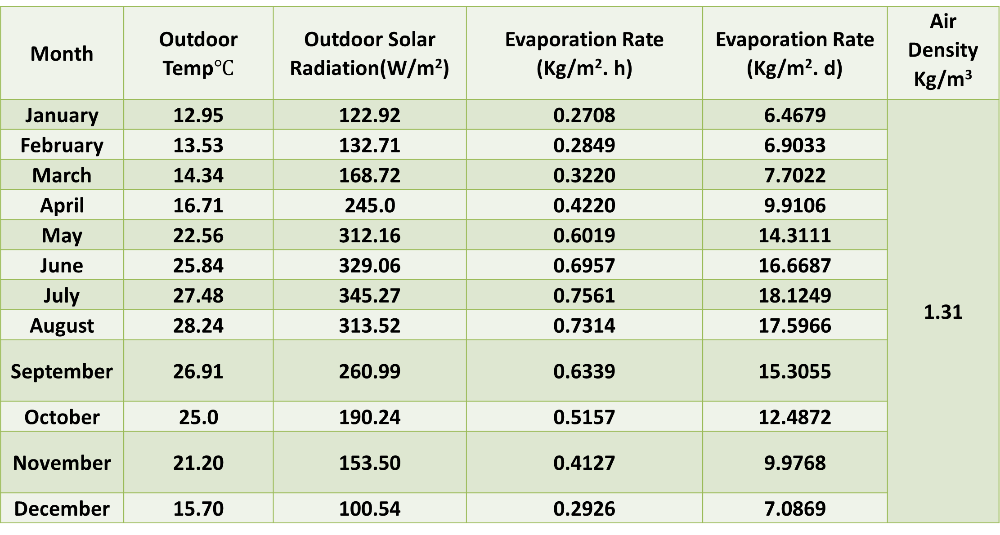 Month Outdoor Temp℃ Outdoor Solar Radiation(W/m²) Evaporation Rate (Kg/m². h) Evaporation Rate (Kg/m². d) Air Density Kg/m³
January 12.95 122.92 0.2708 6.4679 1.31
February 13.53 132.71 0.2849 6.9033
March 14.34 168.72 0.3220 7.7022
April 16.71 245.0 0.4220 9.9106
May 22.56 312.16 0.6019 14.3111
June 25.84 329.06 0.6957 16.6687
July 27.48 345.27 0.7561 18.1249
August 28.24 313.52 0.7314 17.5966
September 26.91 260.99 0.6339 15.3055
October 25.0 190.24 0.5157 12.4872
November 21.20 153.50 0.4127 9.9768
December 15.70 100.54 0.2926 7.0869